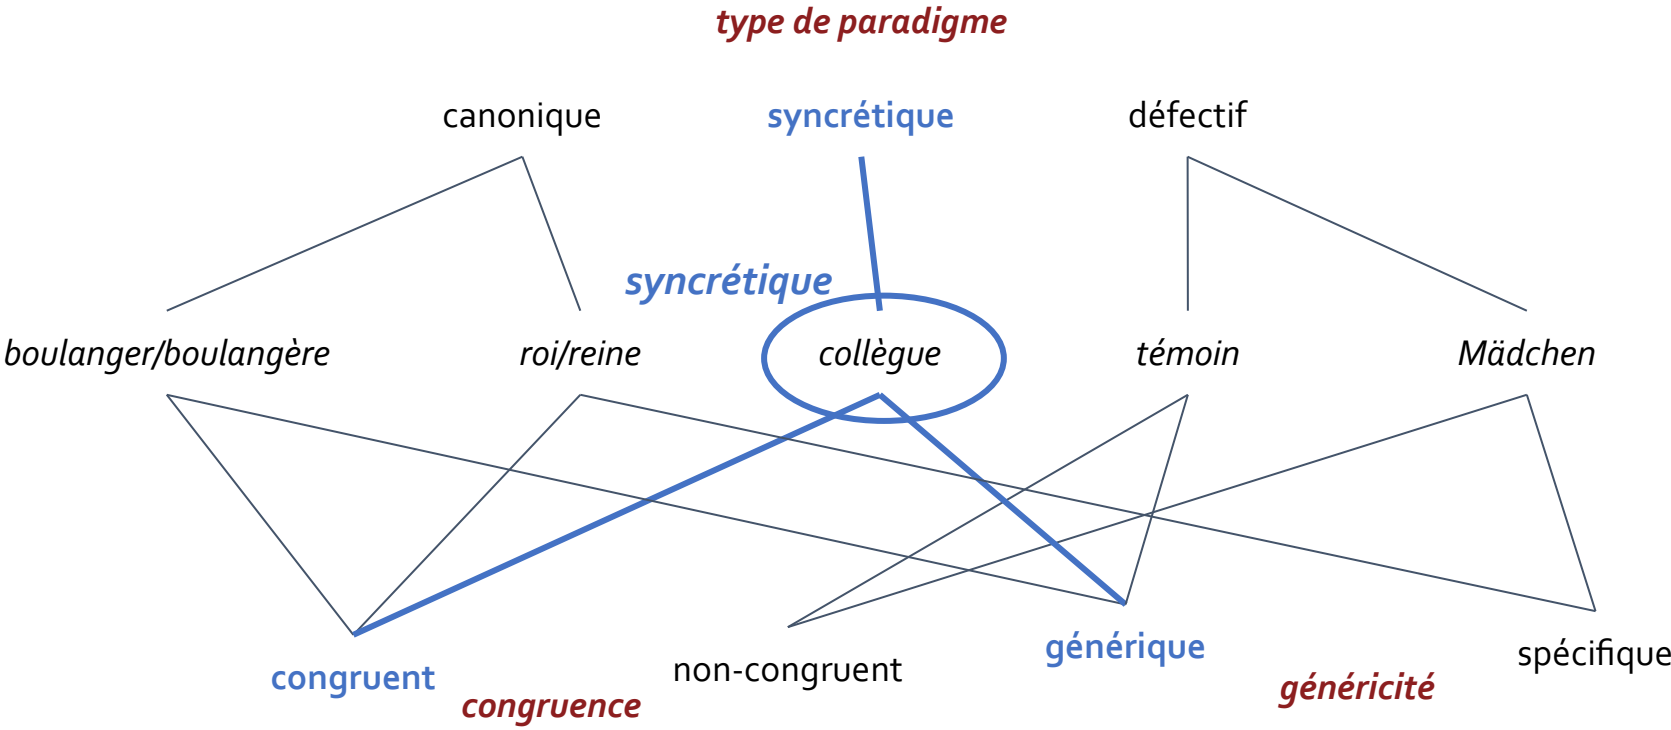 type de paradigme
canonique syncrétique défectif
syncrétique
boulanger/boulangère roi/reine collègue témoin Mädchen
congruent non-congruent générique spécifique
congruence généricité